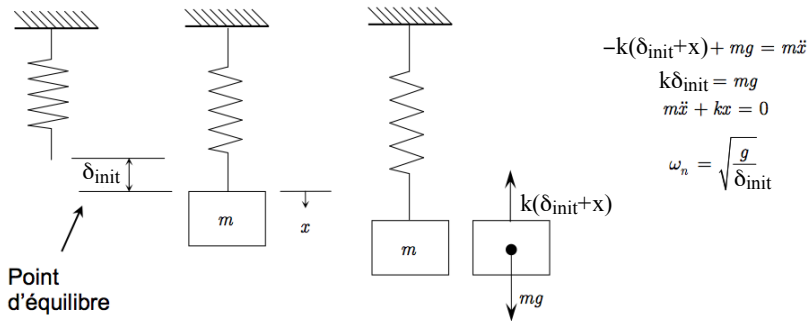 δinit
Point
d'équilibre
m
x
m
k(δinit+x)
mg
−k(δinit+x)+ mg = mẍ
kδinit = mg
mẍ + kx = 0
ωn = √(g/δinit)